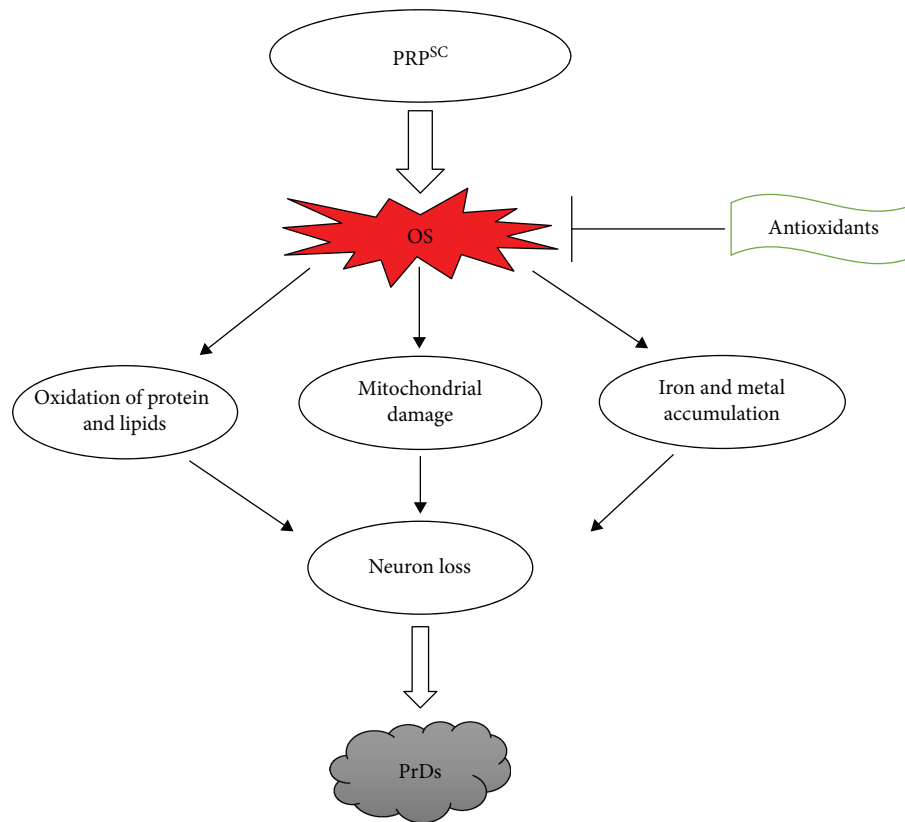 PRP^SC
OS
Antioxidants
Oxidation of protein
and lipids
Mitochondrial
damage
Iron and metal
accumulation
Neuron loss
PrDs